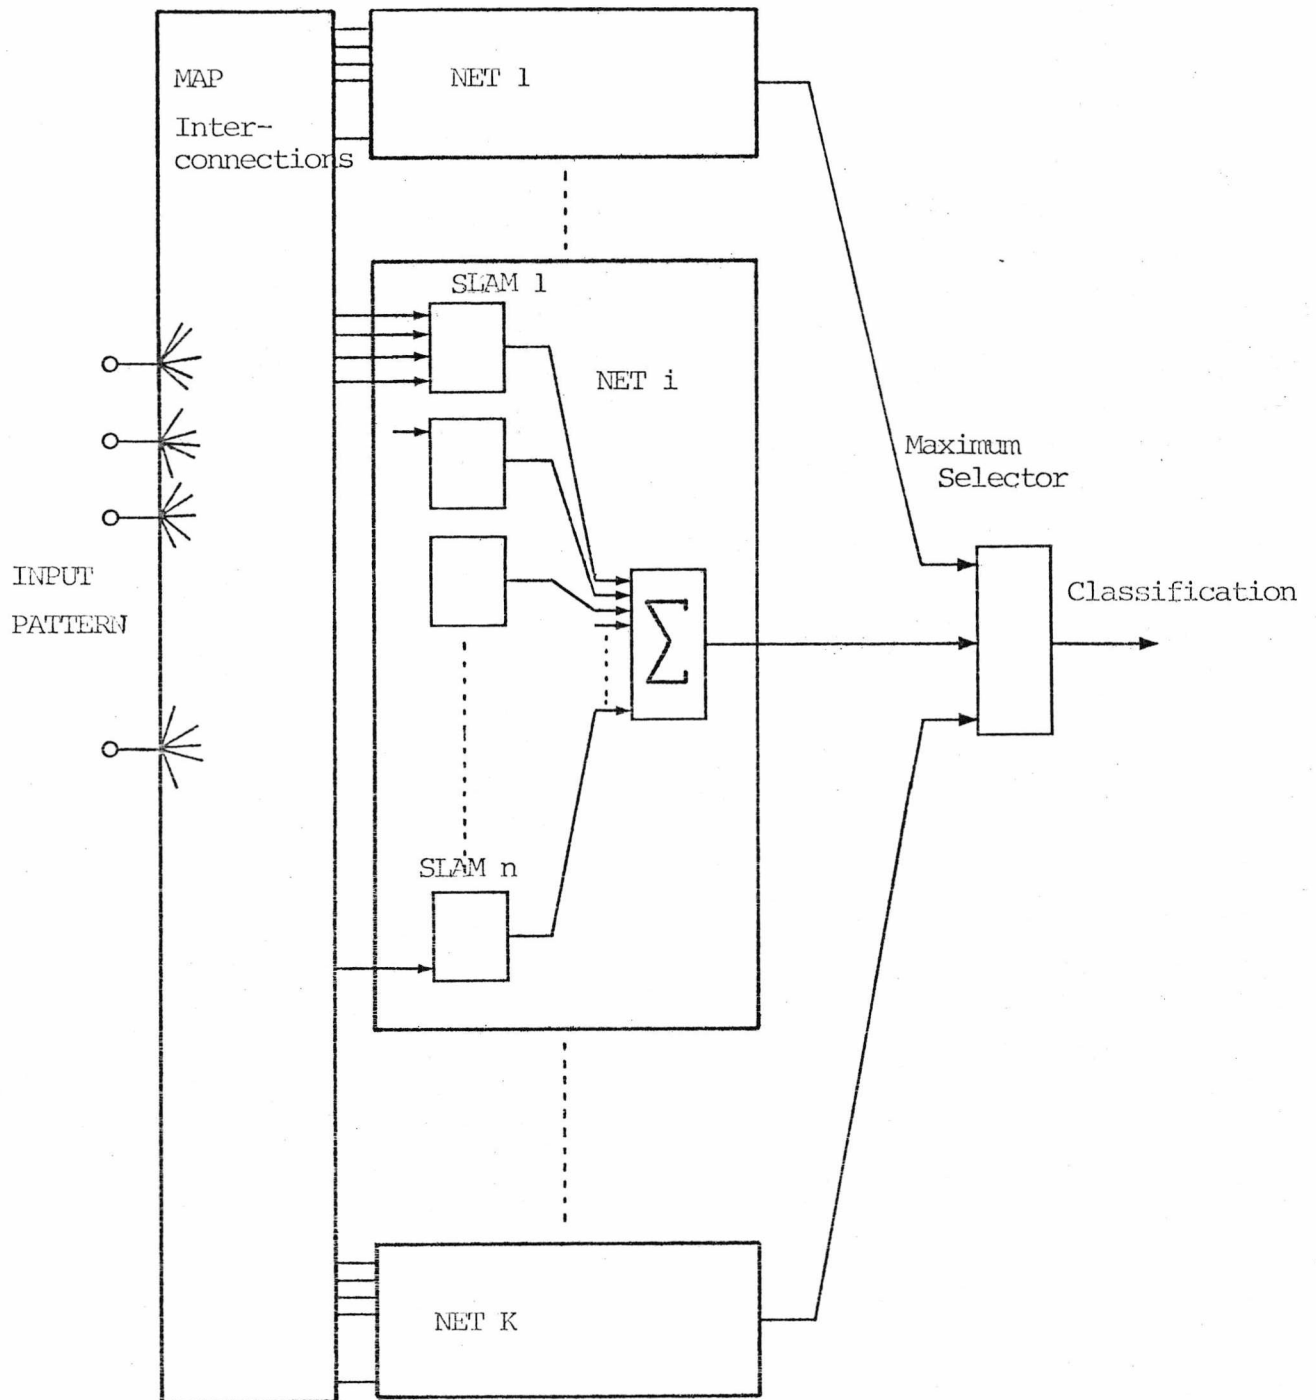 MAP
Inter-
connections
NET 1
SLAM 1
NET i
Maximum
Selector
INPUT
PATTERN
Σ
Classification
SLAM n
NET K